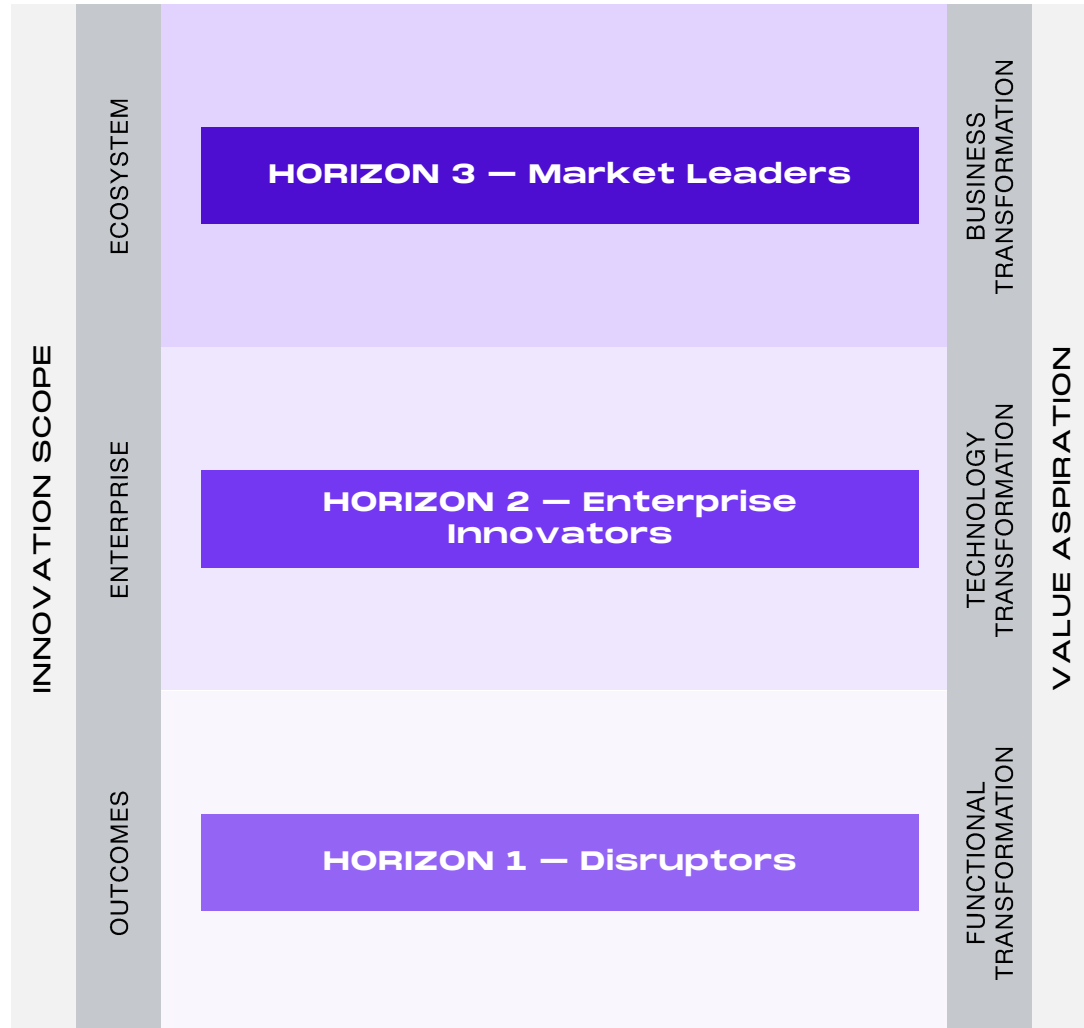 INNOVATION SCOPE
ECOSYSTEM
HORIZON 3 — Market Leaders
BUSINESS
TRANSFORMATION
ENTERPRISE
HORIZON 2 — Enterprise
Innovators
TECHNOLOGY
TRANSFORMATION
OUTCOMES
HORIZON 1 — Disruptors
FUNCTIONAL
TRANSFORMATION
VALUE ASPIRATION